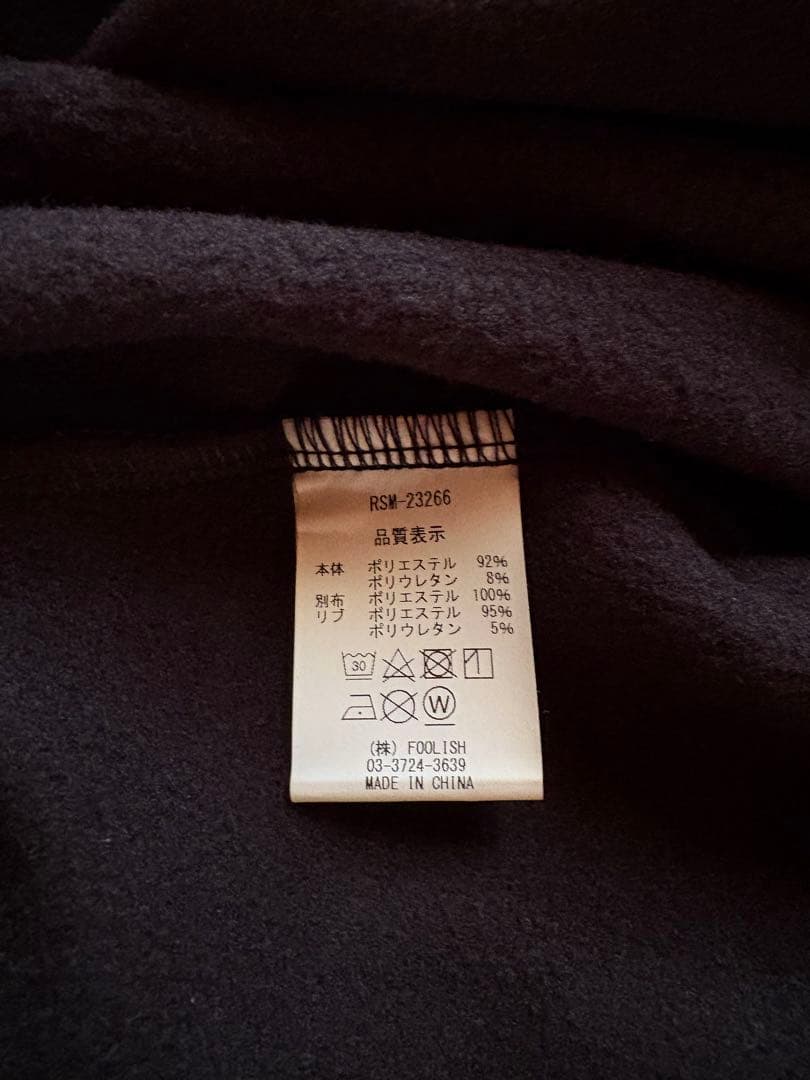 RSM-23266
品質表示
本体 ポリエステル 92%
ポリウレタン 8%
別布 ポリエステル 100%
リブ ポリエステル 95%
ポリウレタン 5%
30
W
(株) FOOLISH
03-3724-3639
MADE IN CHINA